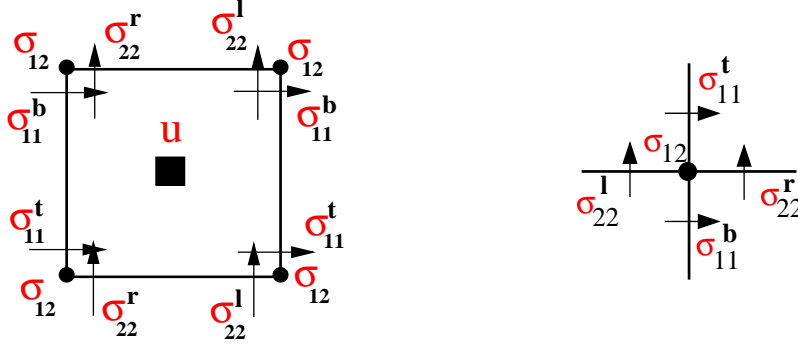 σ₁₂ σ₂₂ʳ σ₂₂ˡ σ₁₂
σ₁₁ᵇ σ₁₁ᵇ
u
σ₁₁ᵗ σ₁₁ᵗ
σ₁₂ σ₂₂ʳ σ₂₂ˡ σ₁₂
σ₁₁ᵗ
σ₁₂
σ₂₂ˡ σ₂₂ʳ
σ₁₁ᵇ